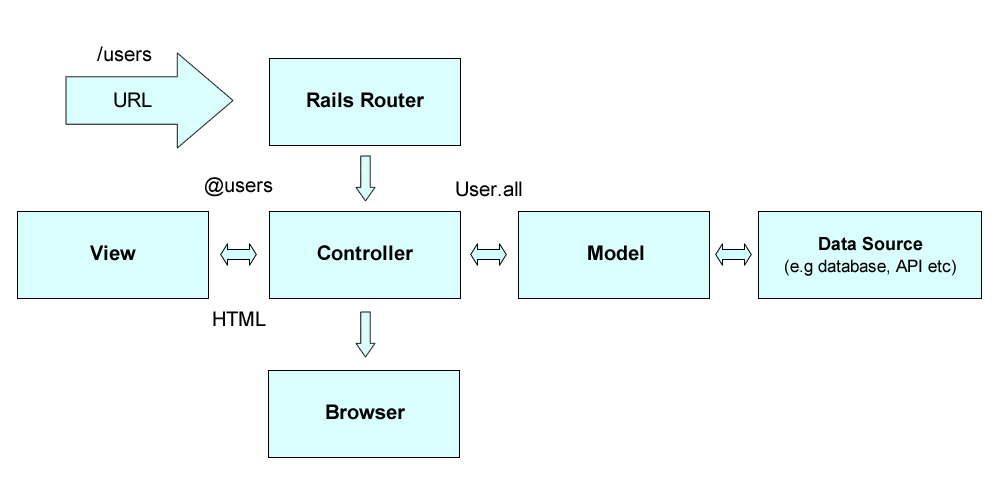 /users
URL
Rails Router
@users
User.all
View
Controller
Model
Data Source
(e.g database, API etc)
HTML
Browser